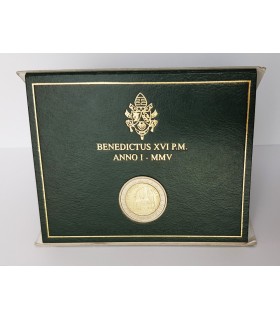 BENEDICTUS XVI P.M.
ANNO I - MMV